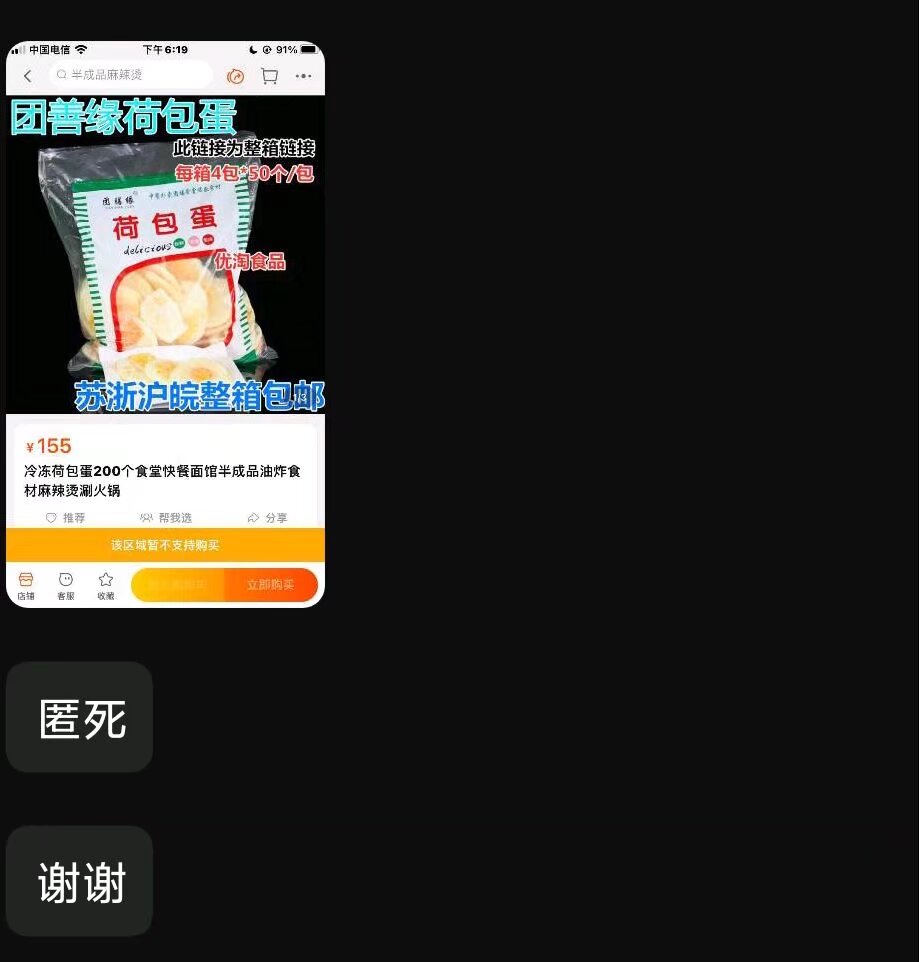 中国电信 下午6:19 91%
半成品麻辣烫
团善缘荷包蛋
此链接为整箱链接
每箱4包*50个/包
团膳缘
荷包蛋
delicious
优淘食品
苏浙沪皖整箱包邮
¥155
冷冻荷包蛋200个食堂快餐面馆半成品油炸食
材麻辣烫涮火锅
推荐 帮我选 分享
该区域暂不支持购买
店铺 客服 收藏 立即购买
匿死
谢谢